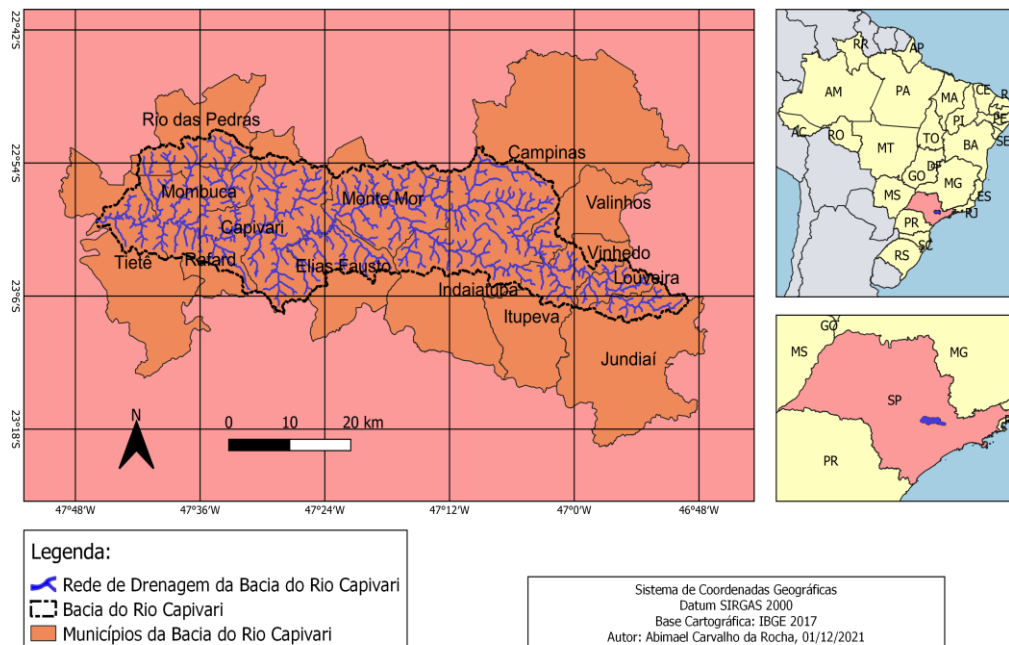 22°42'S
22°54'S
23°6'S
23°18'S
Rio das Pedras
Campinas
Mombuca
Monte Mor
Valinhos
Capivari
Vinhedo
Tietê
Rafard
Elias Fausto
Louveira
Indaiatuba
Itupeva
Jundiaí
N
0 10 20 km
47°48'W 47°36'W 47°24'W 47°12'W 47°0'W 46°48'W
RR
AP
AM
PA
MA
CE
R
PI
PE
AC
RO
TO
SE
MT
BA
DF
GO
MG
MS
ES
RJ
PR
SC
RS
GO
MS
MG
SP
PR
Legenda:
Rede de Drenagem da Bacia do Rio Capivari
Bacia do Rio Capivari
Municípios da Bacia do Rio Capivari
Sistema de Coordenadas Geográficas
Datum SIRGAS 2000
Base Cartográfica: IBGE 2017
Autor: Abimael Carvalho da Rocha, 01/12/2021